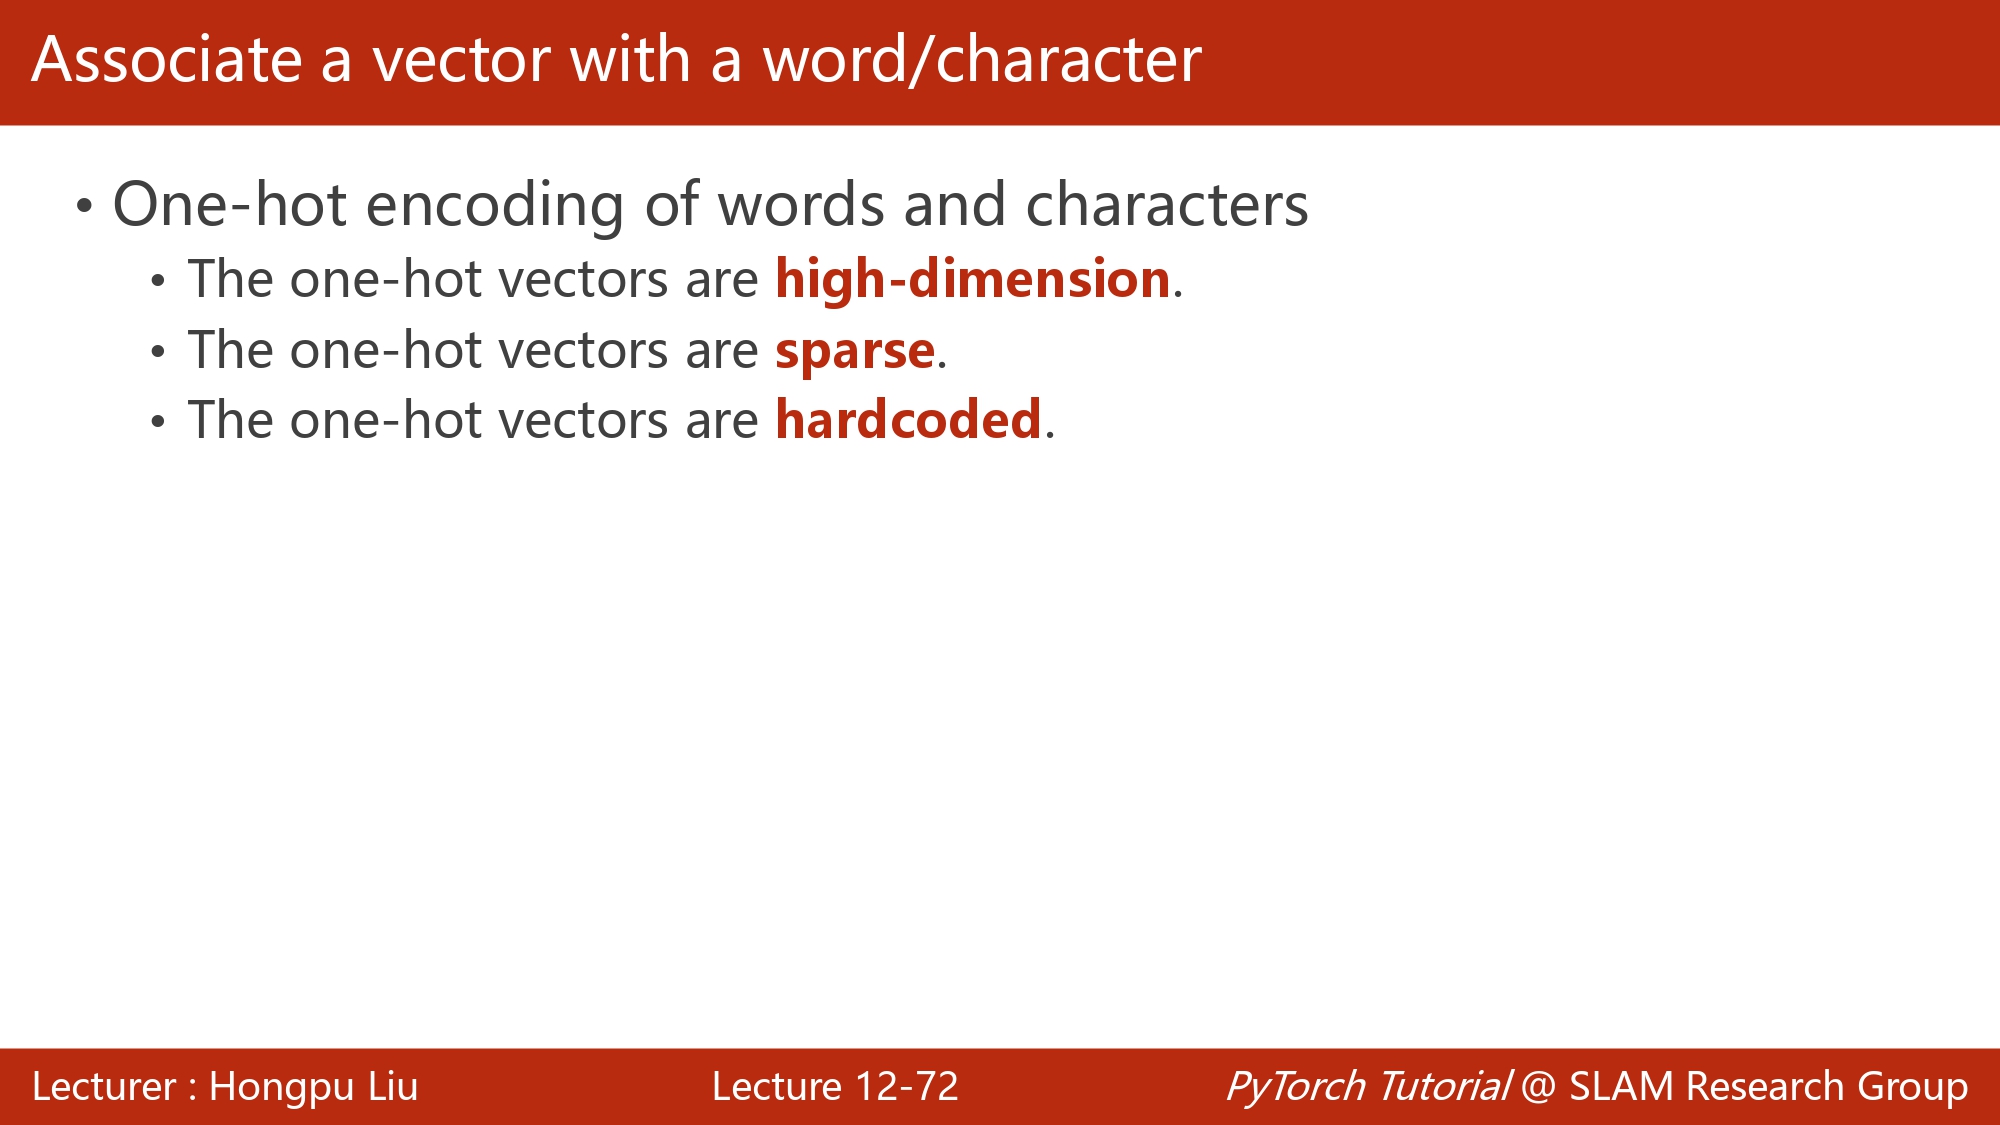 Associate a vector with a word/character
• One-hot encoding of words and characters
• The one-hot vectors are high-dimension.
• The one-hot vectors are sparse.
• The one-hot vectors are hardcoded.
Lecturer : Hongpu Liu
Lecture 12-72
PyTorch Tutorial @ SLAM Research Group